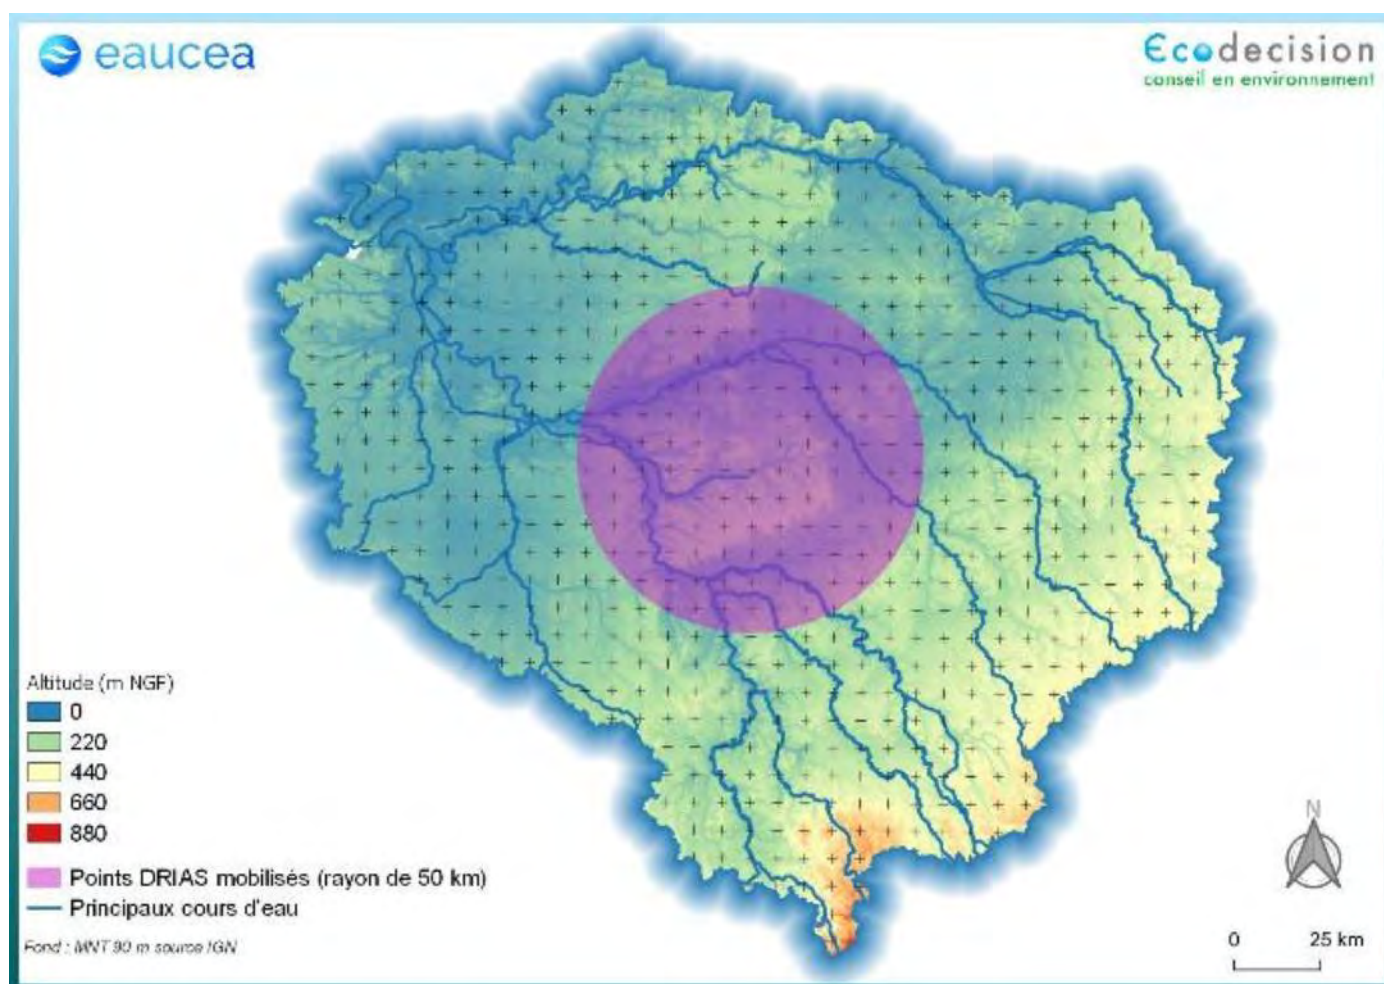 eaucea
Ecodecision
conseil en environnement
Altitude (m NGF)
0
220
440
660
880
Points DRIAS mobilisés (rayon de 50 km)
Principaux cours d'eau
Fond : MNT 90 m source IGN
N
0 25 km